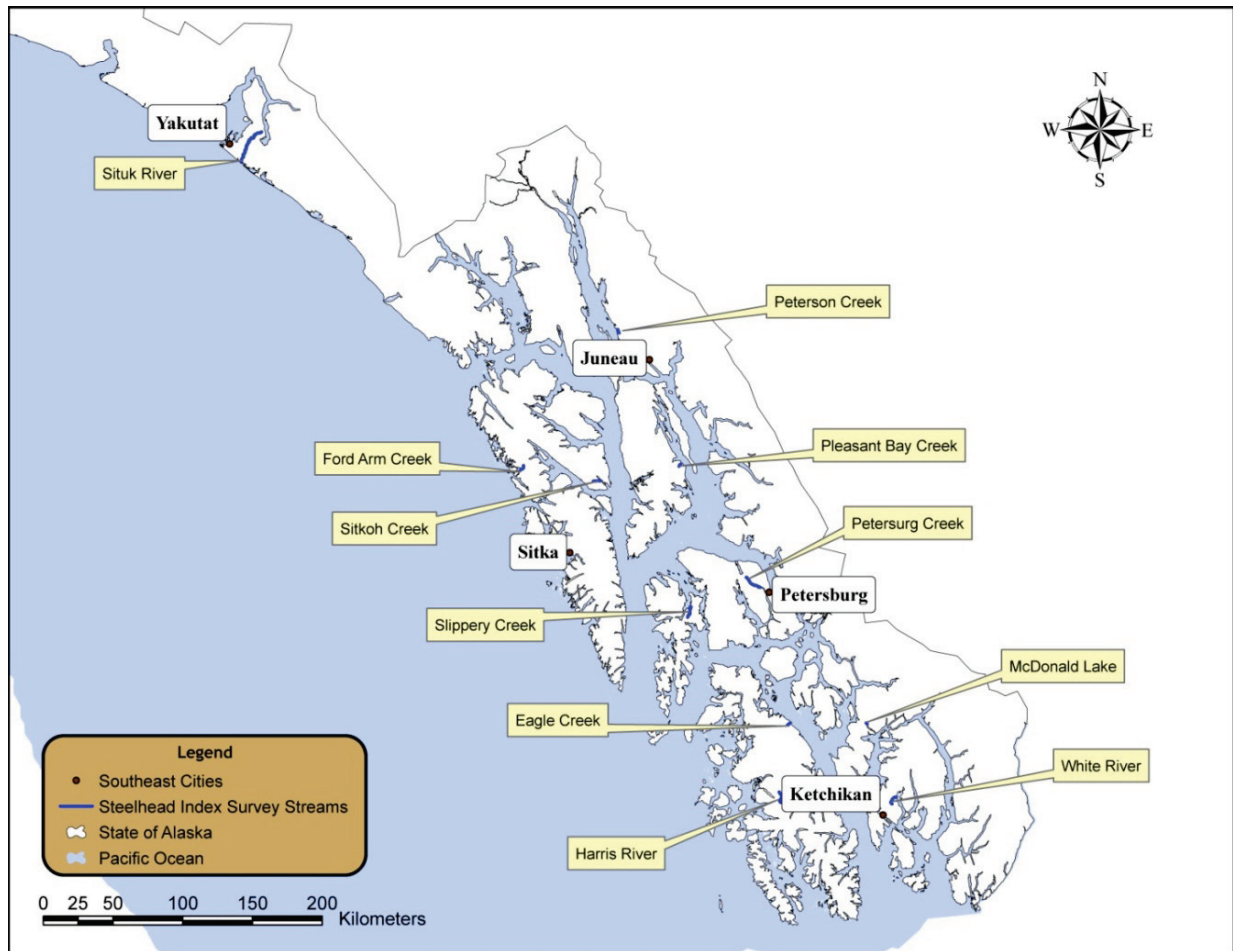 N
W
E
S
Yakutat
Situk River
Peterson Creek
Juneau
Ford Arm Creek
Pleasant Bay Creek
Sitkoh Creek
Petersurg Creek
Sitka
Petersburg
Slippery Creek
McDonald Lake
Eagle Creek
White River
Ketchikan
Harris River
Legend
Southeast Cities
Steelhead Index Survey Streams
State of Alaska
Pacific Ocean
0 25 50 100 150 200
Kilometers